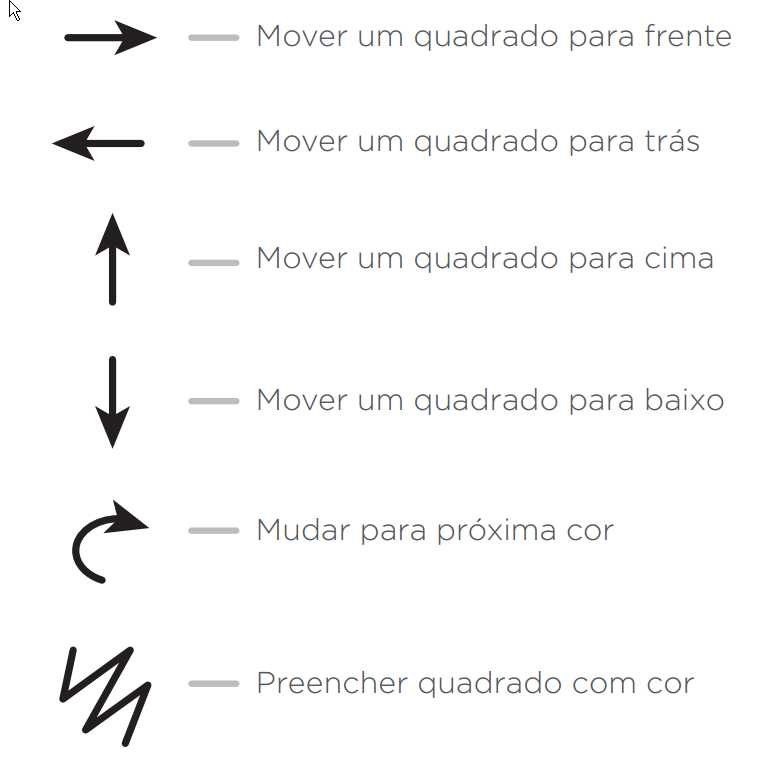 Mover um quadrado para frente
Mover um quadrado para trás
Mover um quadrado para cima
Mover um quadrado para baixo
Mudar para próxima cor
Preencher quadrado com cor